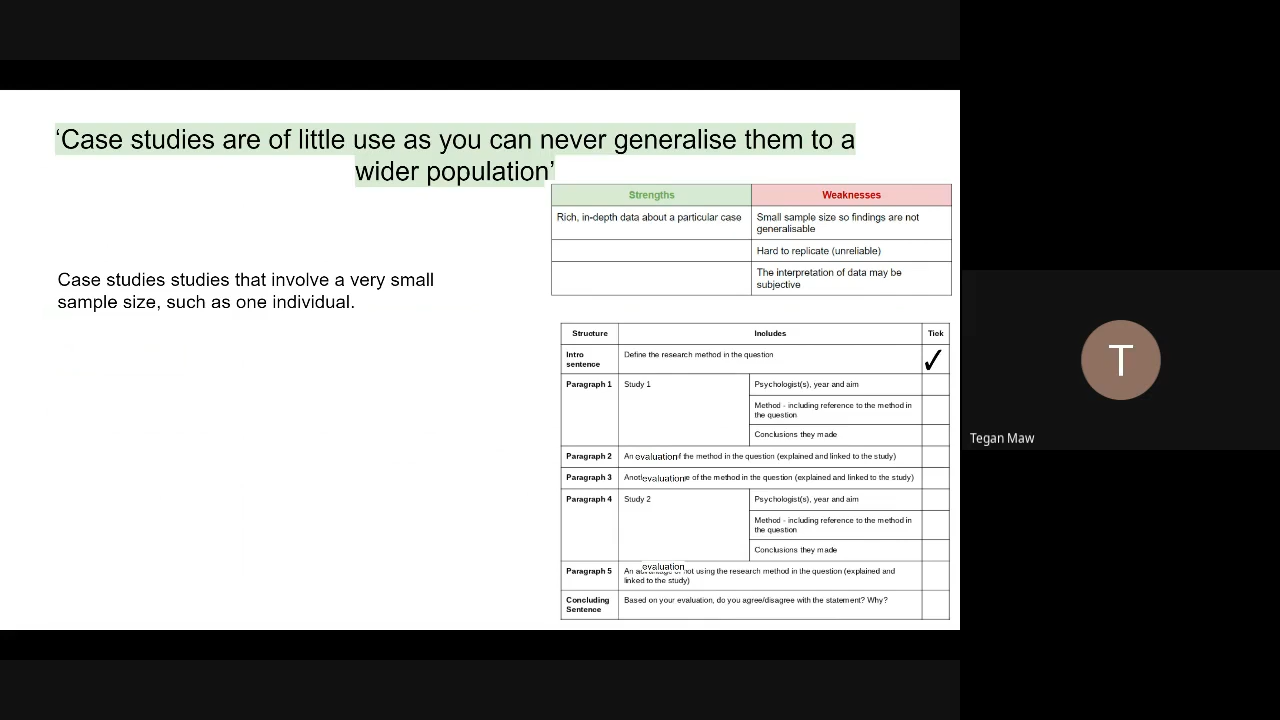 ‘Case studies are of little use as you can never generalise them to a
wider population’
Strengths Weaknesses
Rich, in-depth data about a particular case Small sample size so findings are not
generalisable
Hard to replicate (unreliable)
The interpretation of data may be
subjective
Case studies studies that involve a very small
sample size, such as one individual.
Structure Includes Tick
Intro
sentence
Define the research method in the question
✓
Paragraph 1 Study 1 Psychologist(s), year and aim
Method - including reference to the method in
the question
Conclusions they made
Paragraph 2 An evaluation of the method in the question (explained and linked to the study)
Paragraph 3 Anot evaluation e of the method in the question (explained and linked to the study)
Paragraph 4 Study 2 Psychologist(s), year and aim
Method - including reference to the method in
the question
Conclusions they made
evaluation
Paragraph 5 An not using the research method in the question (explained and
linked to the study)
Concluding
Sentence
Based on your evaluation, do you agree/disagree with the statement? Why?
T
Tegan Maw